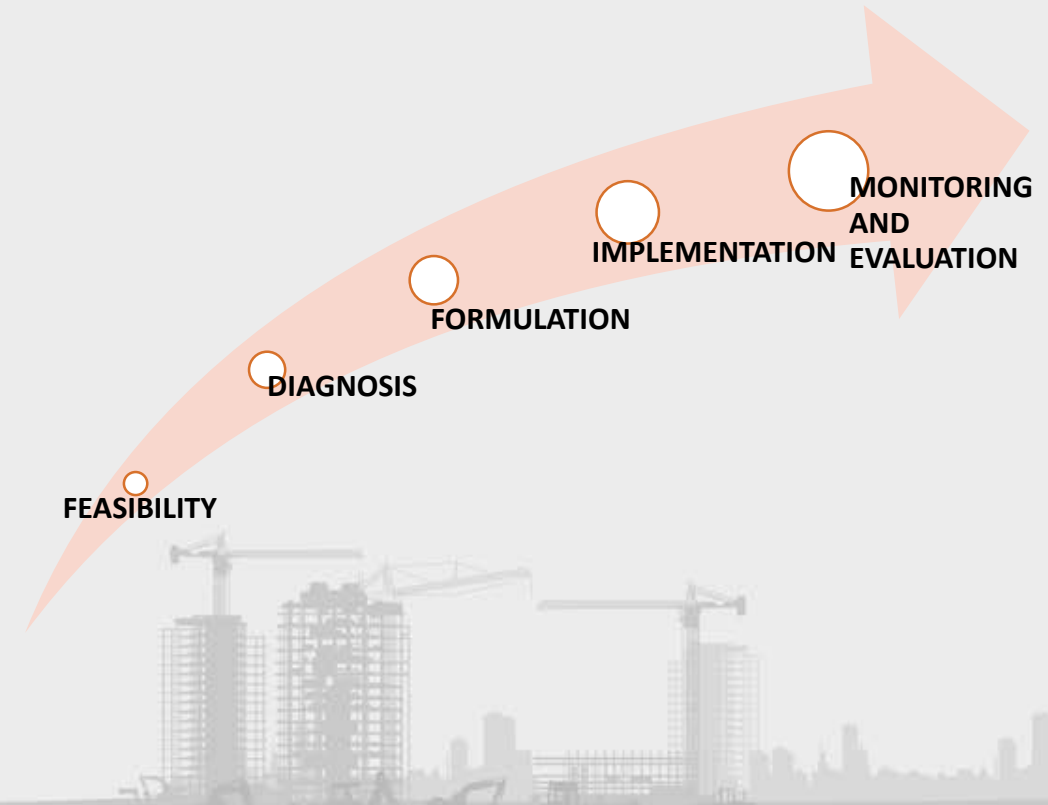 FEASIBILITY
DIAGNOSIS
FORMULATION
IMPLEMENTATION
MONITORING
AND
EVALUATION